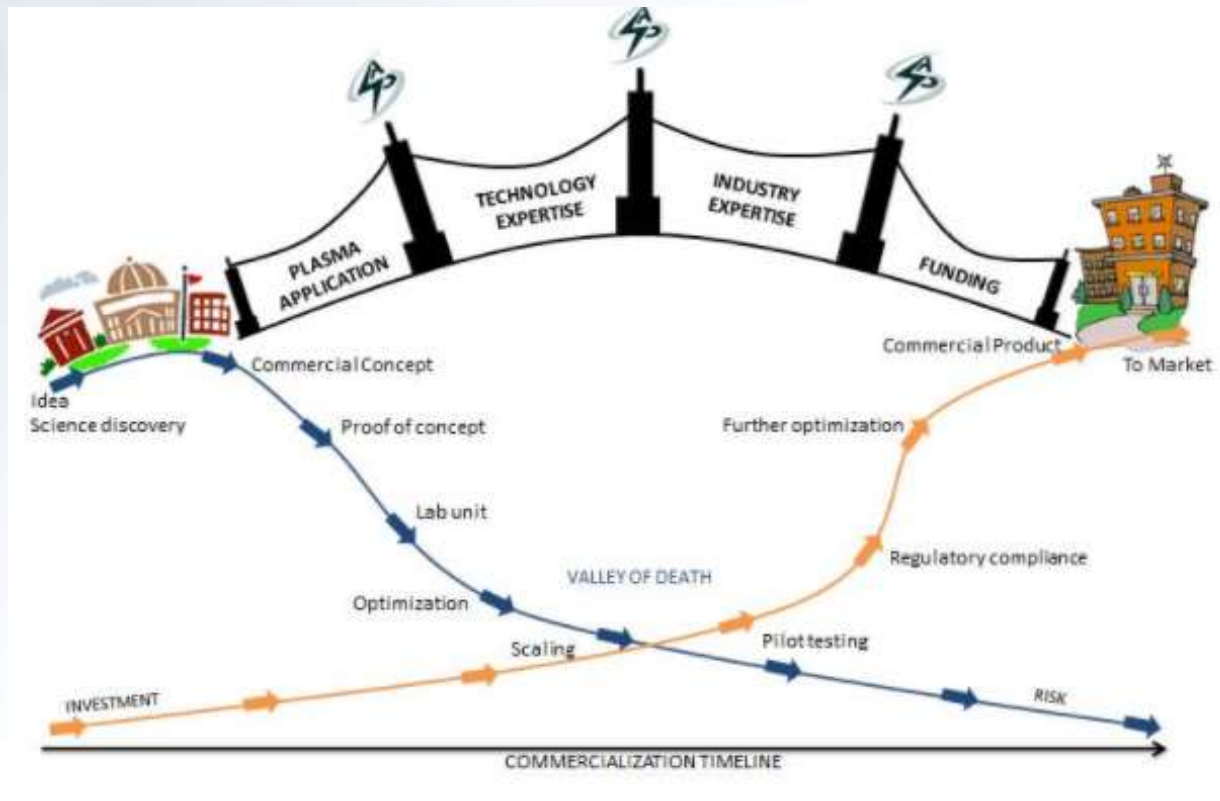 PLASMA
APPLICATION
TECHNOLOGY
EXPERTISE
INDUSTRY
EXPERTISE
FUNDING
Idea
Science discovery
Commercial Concept
Proof of concept
Lab unit
Optimization
Scaling
VALLEY OF DEATH
Pilot testing
Regulatory compliance
Further optimization
Commercial Product
To Market
INVESTMENT
RISK
COMMERCIALIZATION TIMELINE